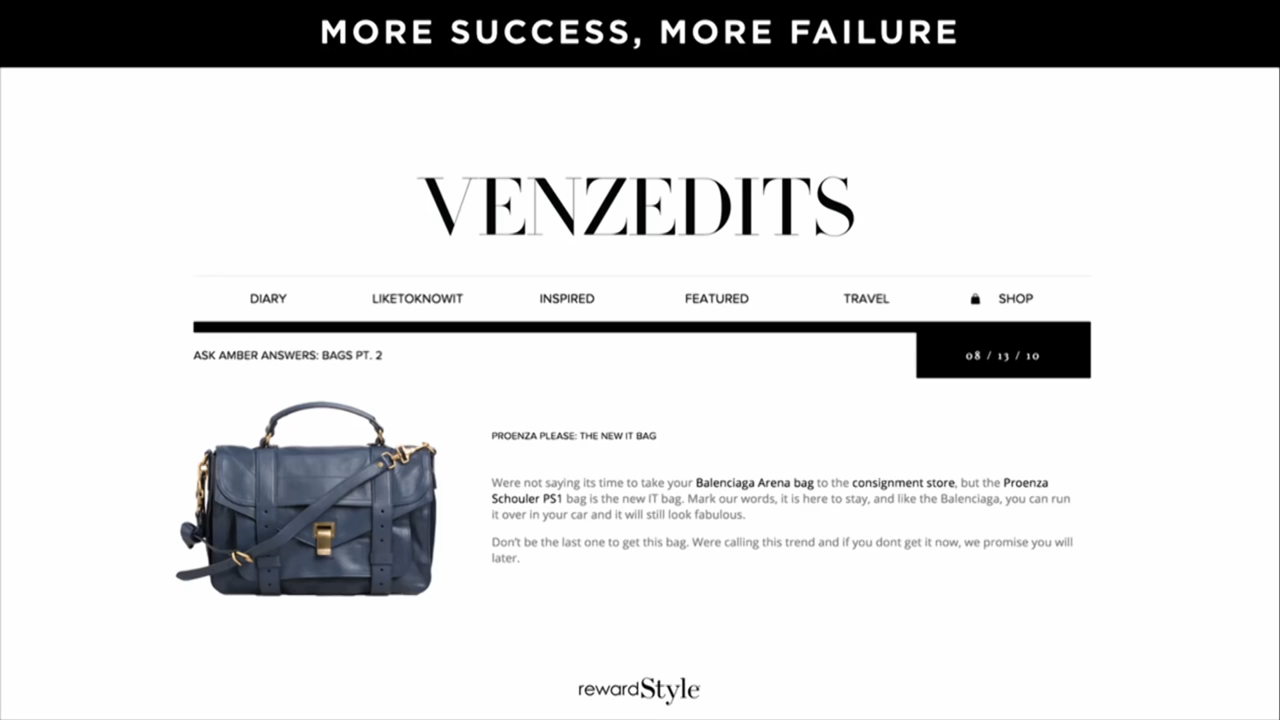 MORE SUCCESS, MORE FAILURE
VENZEDITS
DIARY LIKETOKNOWIT INSPIRED FEATURED TRAVEL SHOP
ASK AMBER ANSWERS: BAGS PT. 2
08 / 13 / 10
PROENZA PLEASE: THE NEW IT BAG
Were not saying its time to take your Balenciaga Arena bag to the consignment store, but the Proenza
Schouler PS1 bag is the new IT bag. Mark our words, it is here to stay, and like the Balenciaga, you can run
it over in your car and it will still look fabulous.
Don't be the last one to get this bag. Were calling this trend and if you dont get it now, we promise you will
later.
rewardStyle